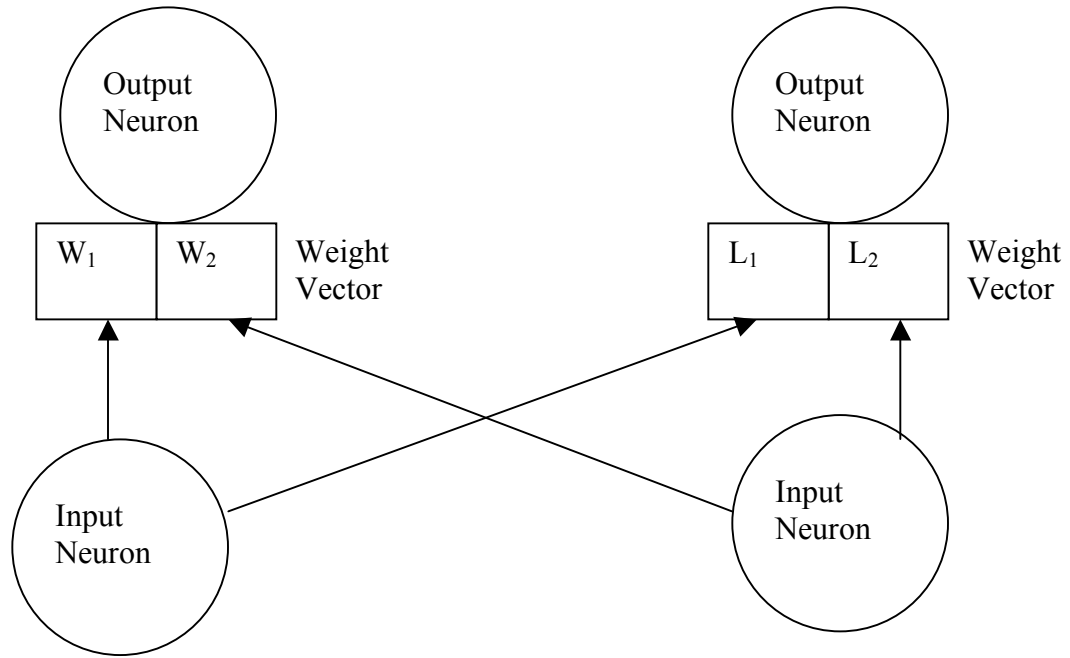 Output
Neuron
Output
Neuron
W₁
W₂
Weight
Vector
L₁
L₂
Weight
Vector
Input
Neuron
Input
Neuron